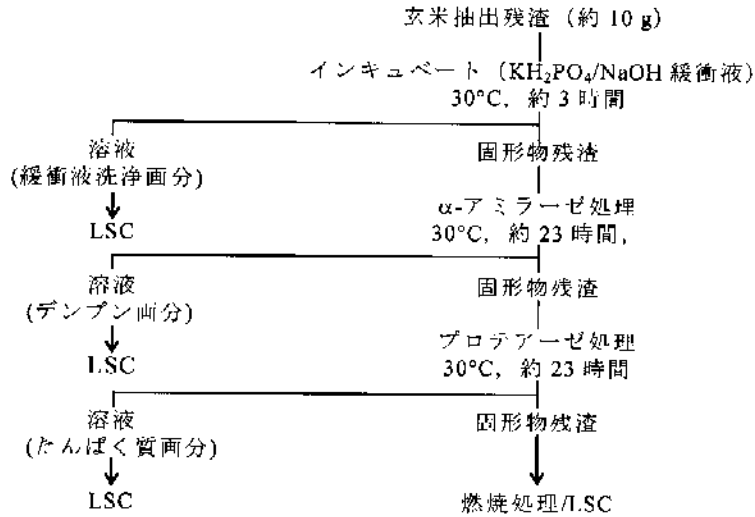 玄米抽出残渣（約 10 g）
インキュベート（KH₂PO₄/NaOH 緩衝液）
30°C，約 3 時間
溶液
(緩衝液洗浄画分)
LSC
固形物残渣
α-アミラーゼ処理
30°C，約 23 時間，
溶液
(デンプン画分)
LSC
固形物残渣
プロテアーゼ処理
30°C，約 23 時間
溶液
(たんぱく質画分)
LSC
固形物残渣
燃焼処理/LSC